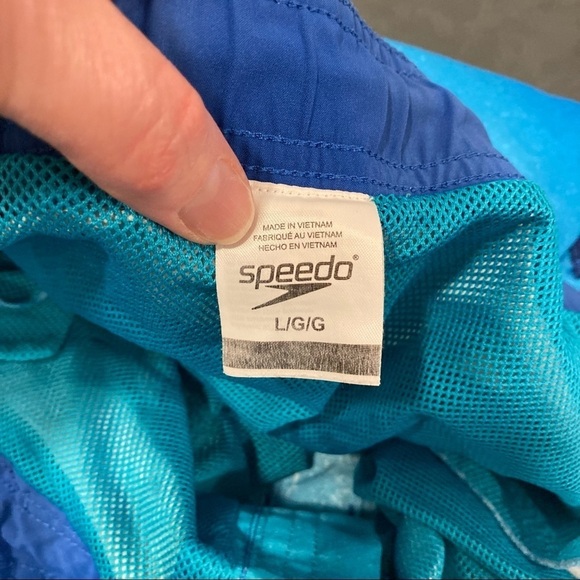 MADE IN VIETNAM
FABRIQUÉ AU VIETNAM
HECHO EN VIETNAM
speedo®
L/G/G